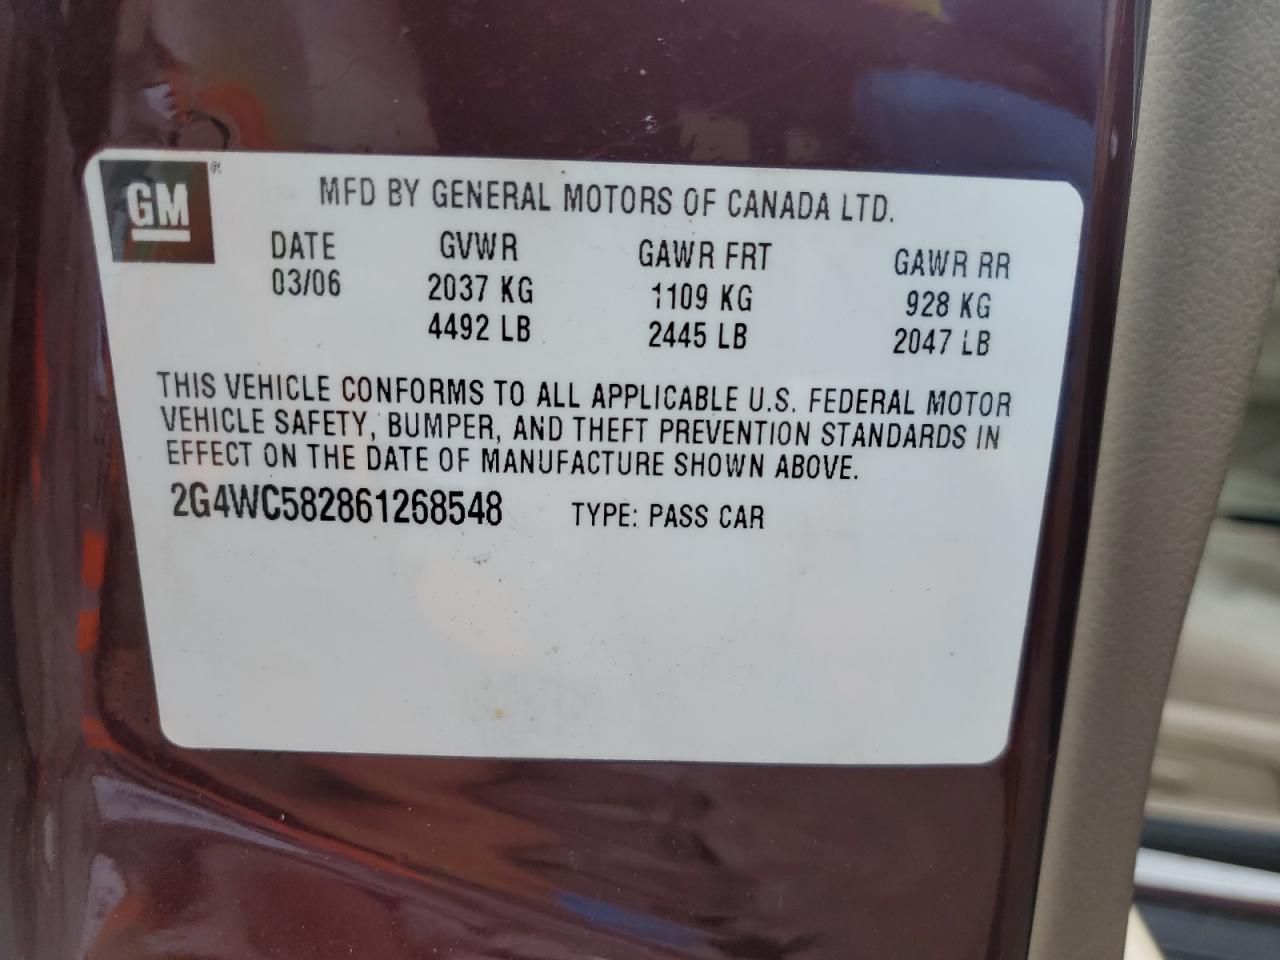 GM®
MFD BY GENERAL MOTORS OF CANADA LTD.
DATE GVWR GAWR FRT GAWR RR
03/06 2037 KG 1109 KG 928 KG
4492 LB 2445 LB 2047 LB
THIS VEHICLE CONFORMS TO ALL APPLICABLE U.S. FEDERAL MOTOR
VEHICLE SAFETY, BUMPER, AND THEFT PREVENTION STANDARDS IN
EFFECT ON THE DATE OF MANUFACTURE SHOWN ABOVE.
2G4WC582861268548 TYPE: PASS CAR